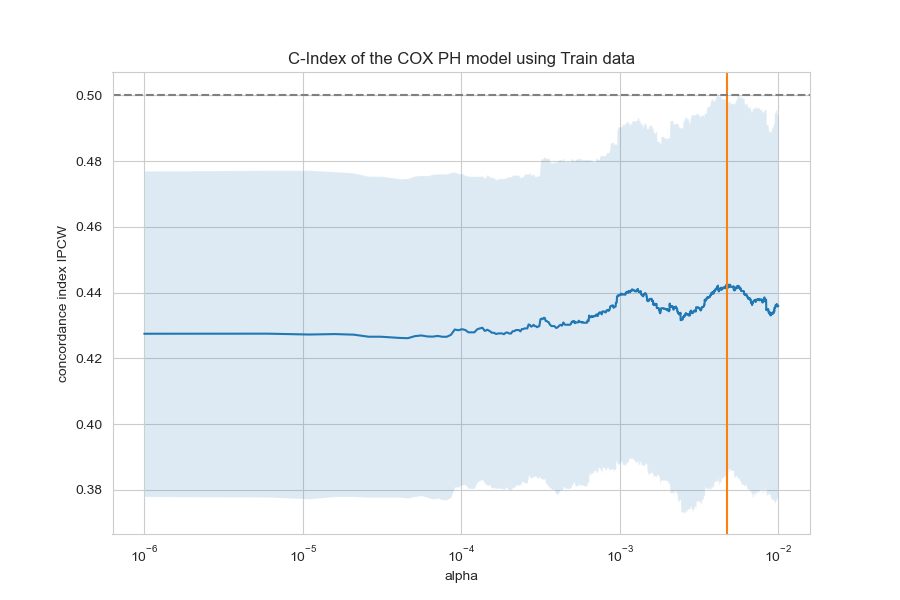 C-Index of the COX PH model using Train data
concordance index IPCW
0.50
0.48
0.46
0.44
0.42
0.40
0.38
10⁻⁶ 10⁻⁵ 10⁻⁴ 10⁻³ 10⁻²
alpha